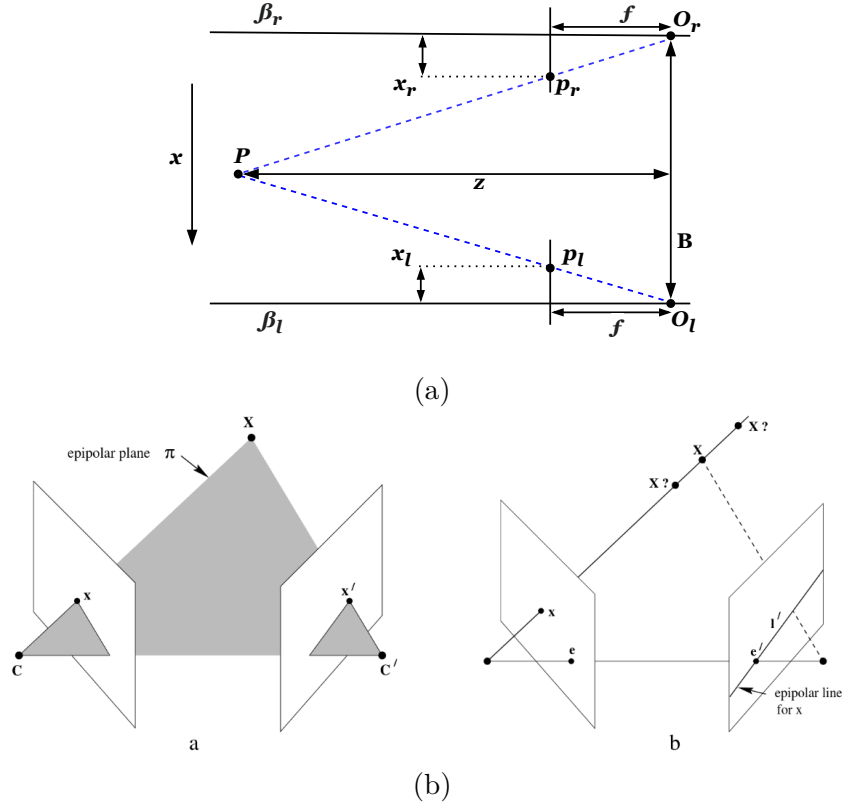 β_r
f
O_r
x_r
p_r
x
P
z
B
x_l
p_l
β_l
f
O_l
(a)
X
epipolar plane π
x
x /
C
C /
a
X ?
X
X ?
x
e
e /
l /
epipolar line
for x
b
(b)